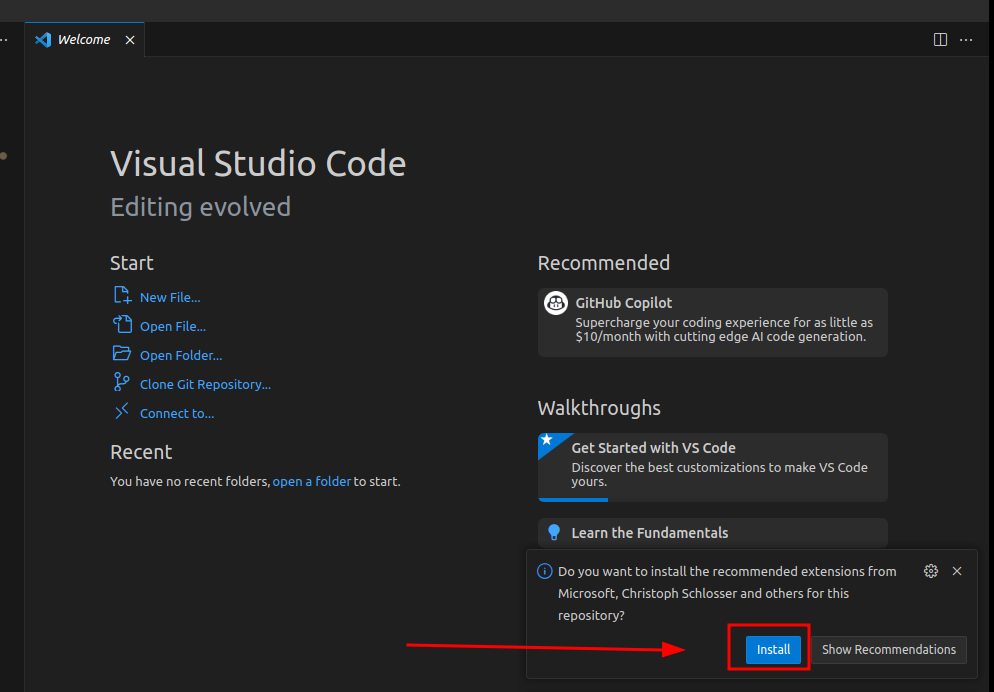 Welcome
Visual Studio Code
Editing evolved
Start
New File...
Open File...
Open Folder...
Clone Git Repository...
Connect to...
Recent
You have no recent folders, open a folder to start.
Recommended
GitHub Copilot
Supercharge your coding experience for as little as
$10/month with cutting edge AI code generation.
Walkthroughs
Get Started with VS Code
Discover the best customizations to make VS Code
yours.
Learn the Fundamentals
Do you want to install the recommended extensions from
Microsoft, Christoph Schlosser and others for this
repository?
Install
Show Recommendations